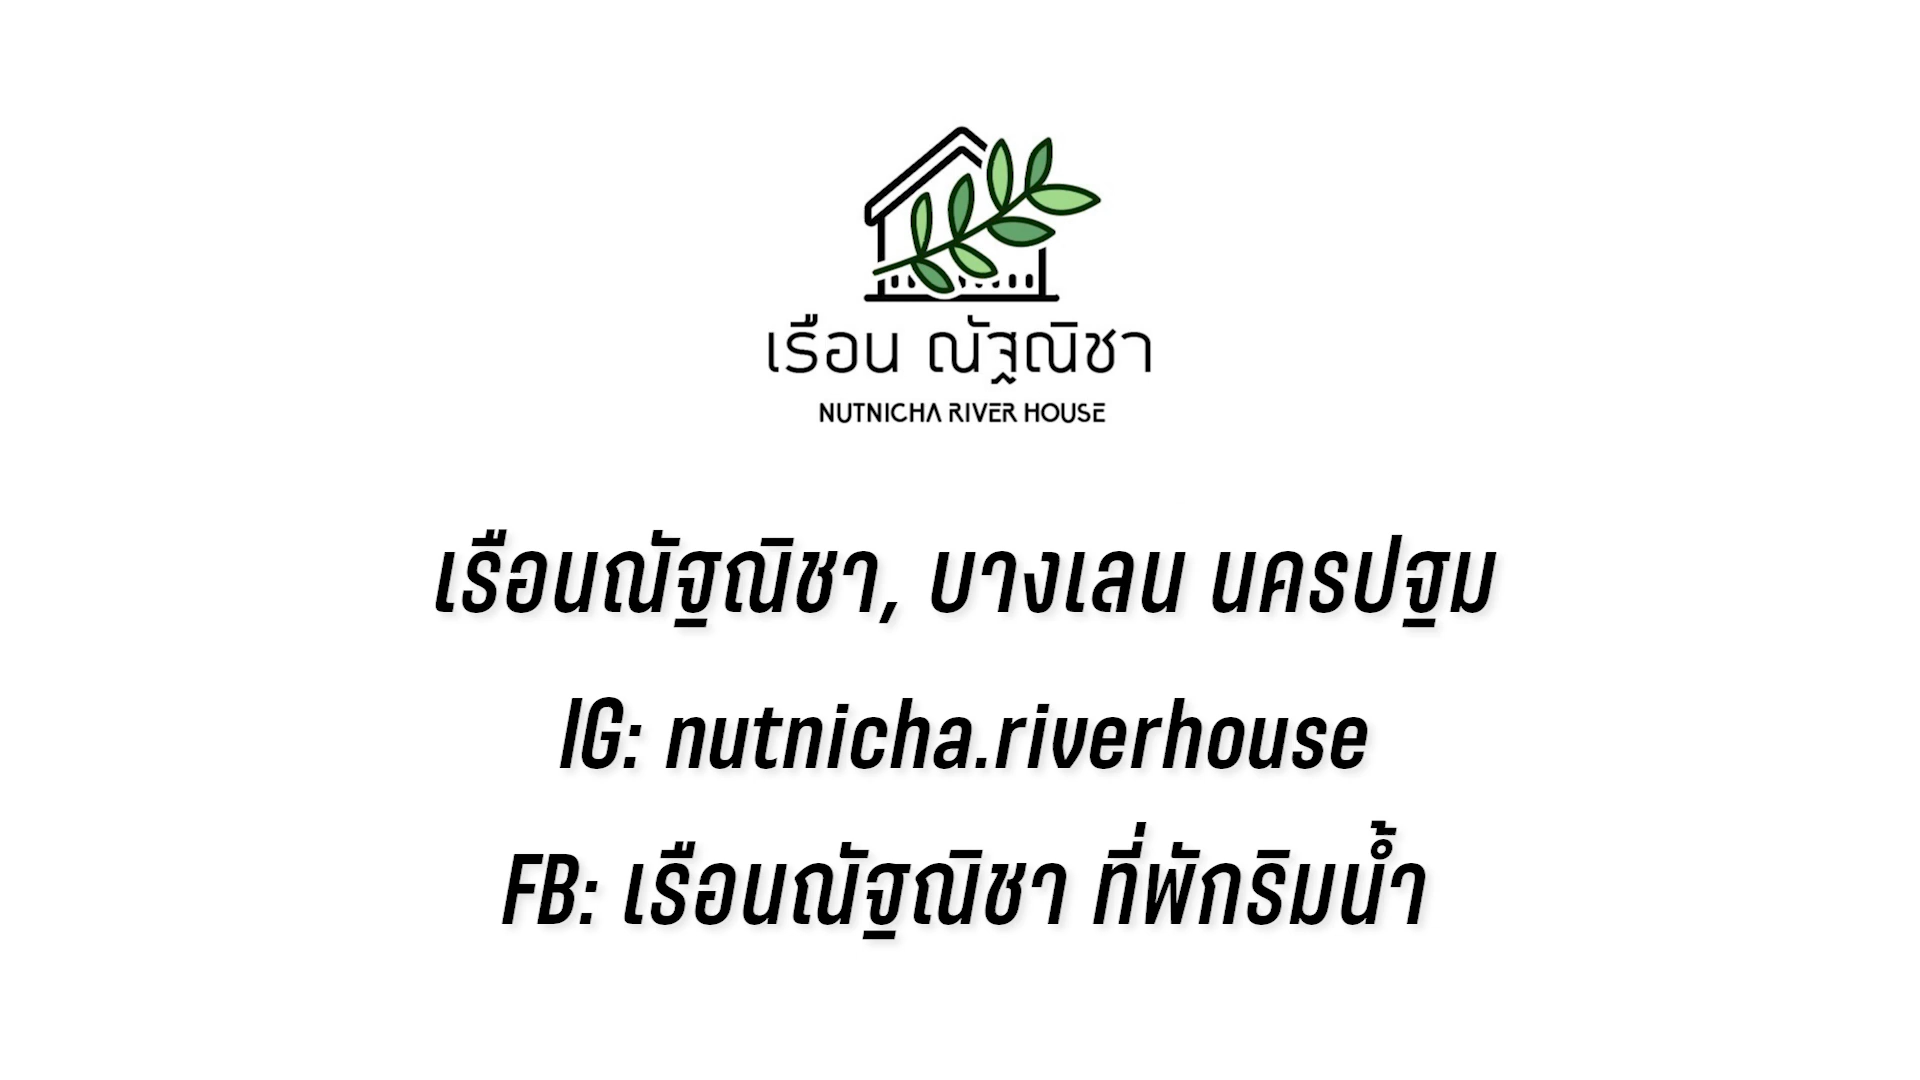 เรือน ณัฐณิชา
NUTNICHA RIVER HOUSE
เรือนณัฐณิชา, บางเลน นครปฐม
IG: nutnicha.riverhouse
FB: เรือนณัฐณิชา ที่พักริมน้ำ